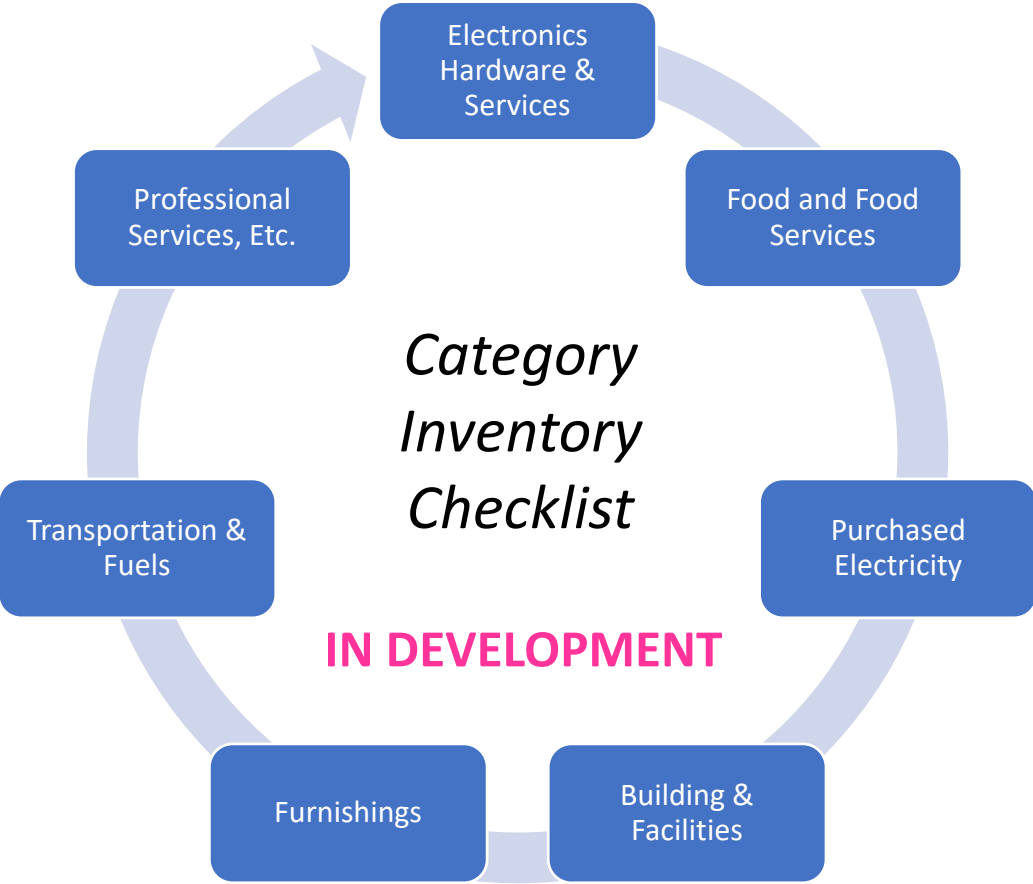 Electronics
Hardware &
Services
Food and Food
Services
Purchased
Electricity
Building &
Facilities
Furnishings
Transportation &
Fuels
Professional
Services, Etc.
Category
Inventory
Checklist
IN DEVELOPMENT